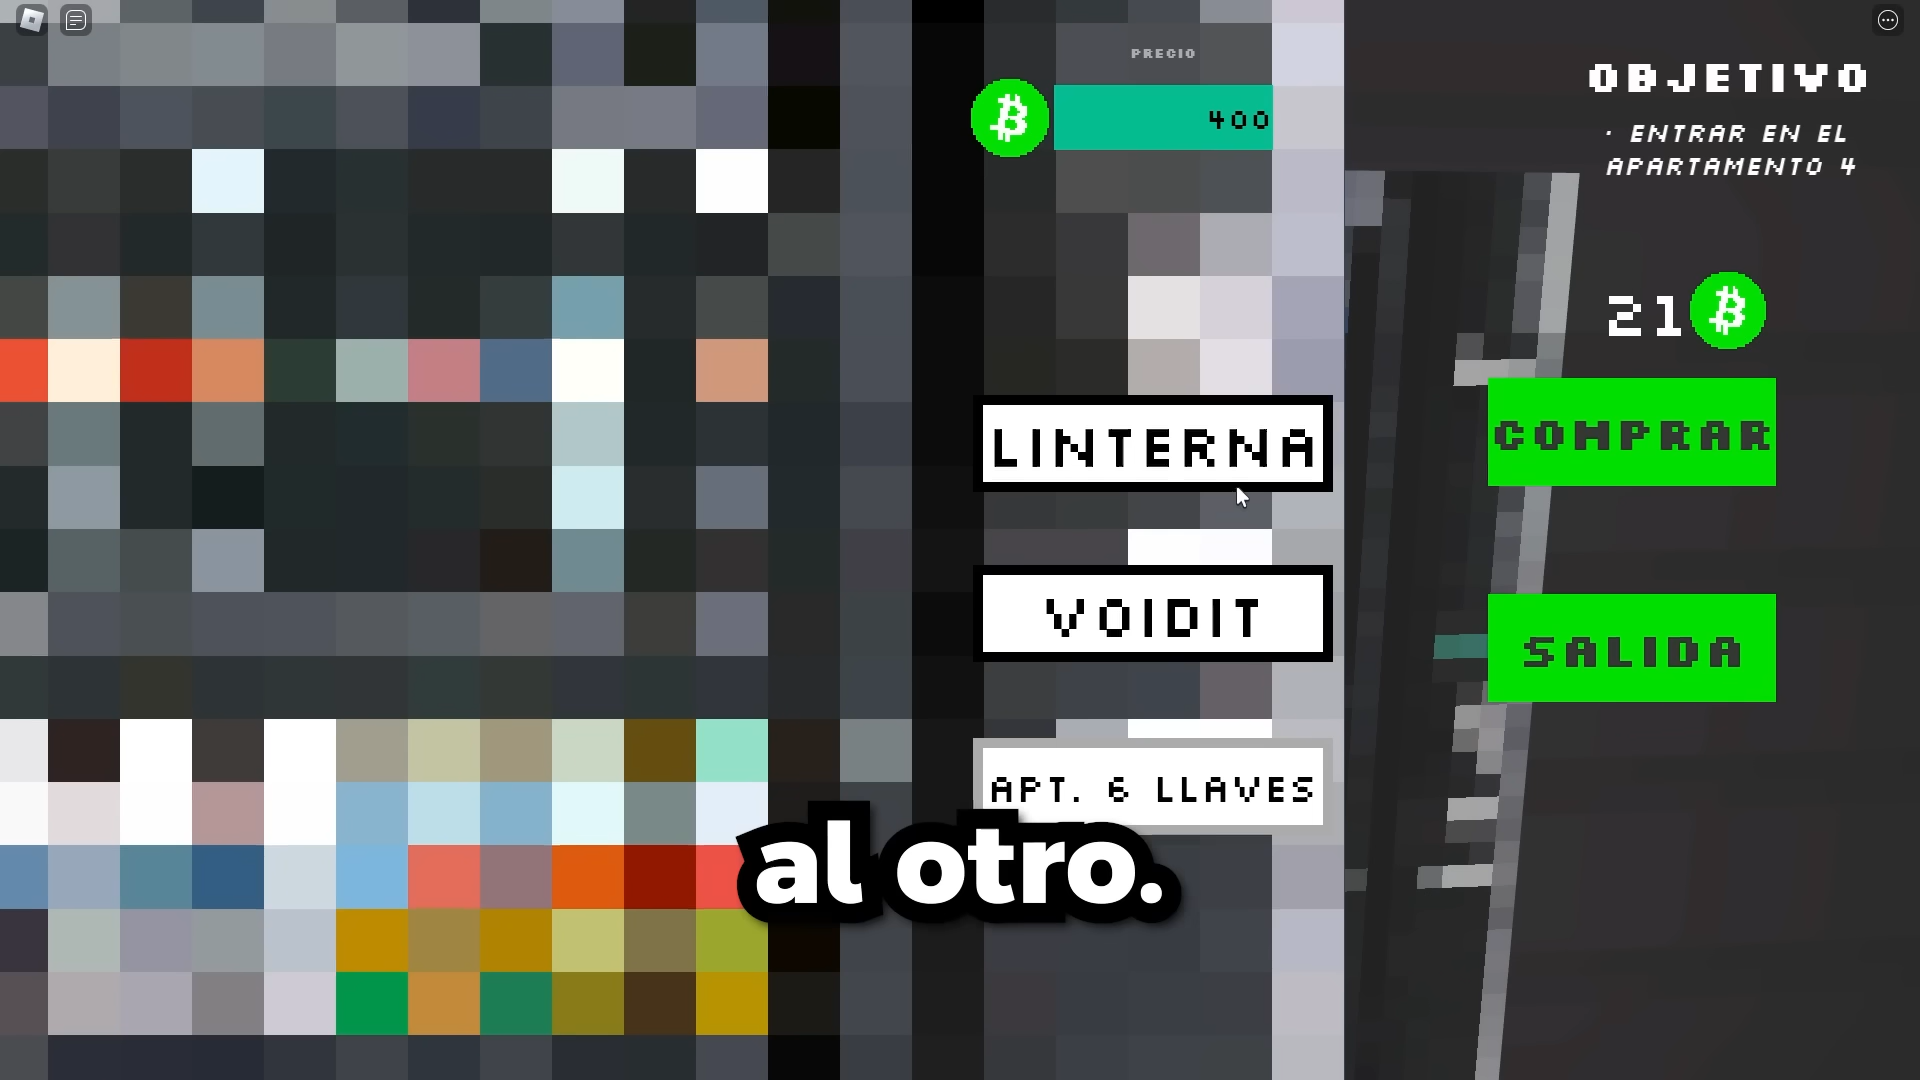 PRECIO
400
OBJETIVO
· ENTRAR EN EL
APARTAMENTO 4
21
LINTERNA
COMPRAR
VOIDIT
SALIDA
APT. 6 LLAVES
al otro.